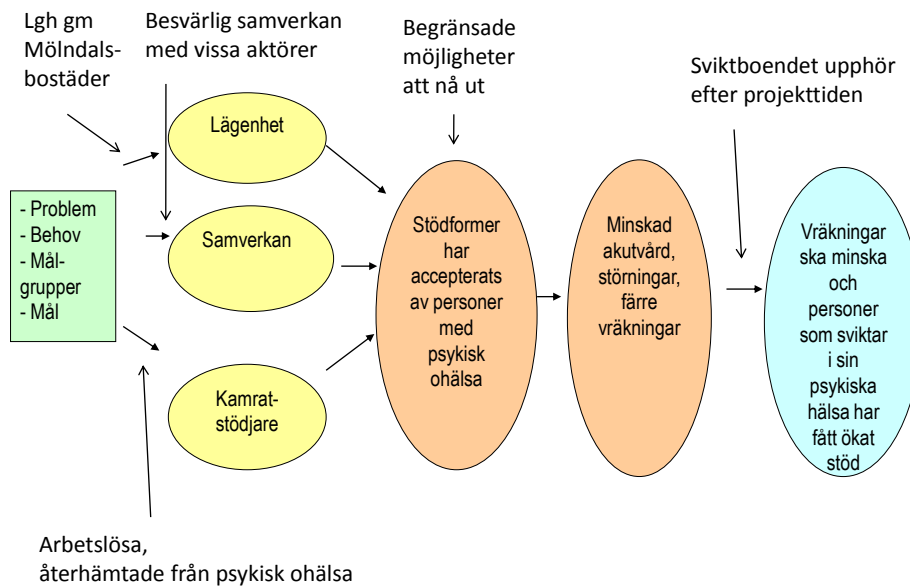 Lgh gm
Mölndals-
bostäder
Besvärlig samverkan
med vissa aktörer
Begränsade
möjligheter
att nå ut
Sviktboendet upphör
efter projekttiden
- Problem
- Behov
- Mål-
grupper
- Mål
Lägenhet
Samverkan
Kamrat-
stödjare
Stödformer
har
accepterats
av personer
med
psykisk
ohälsa
Minskad
akutvård,
störningar,
färre
vräkningar
Vräkningar
ska minska
och
personer
som sviktar
i sin
psykiska
hälsa har
fått ökat
stöd
Arbetslösa,
återhämtade från psykisk ohälsa